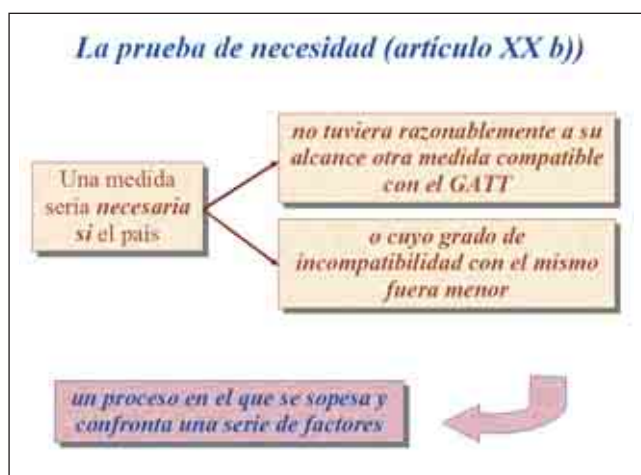 La prueba de necesidad (artículo XX b))
Una medida
sería necesaria
si el país
no tuviera razonablemente a su
alcance otra medida compatible
con el GATT
o cuyo grado de
incompatibilidad con el mismo
fuera menor
un proceso en el que se sopesa y
confronta una serie de factores